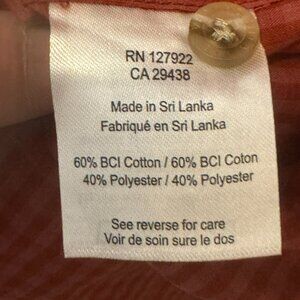 RN 127922
CA 29438
Made in Sri Lanka
Fabriqué en Sri Lanka
60% BCI Cotton / 60% BCI Coton
40% Polyester / 40% Polyester
See reverse for care
Voir de soin sure le dos